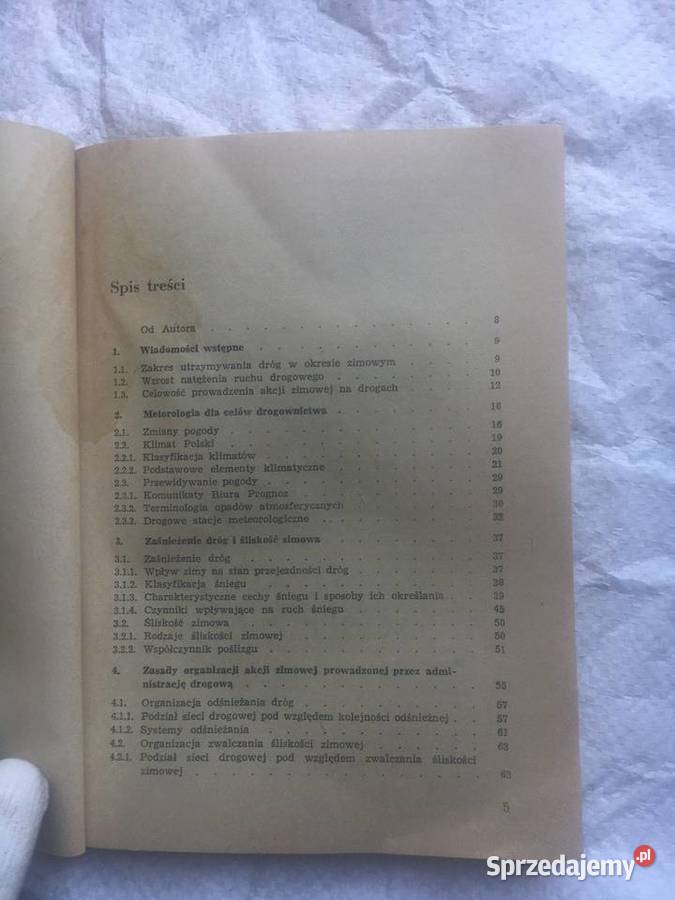 Spis treści
Od Autora . . . . . . . . . . . . 8
1. Wiadomości wstępne . . . . . . . . . . 9
1.1. Zakres utrzymywania dróg w okresie zimowym . . . . 9
1.2. Wzrost natężenia ruchu drogowego . . . . . . . 10
1.3. Celowość prowadzenia akcji zimowej na drogach . . . . 12
2. Meteorologia dla celów drogownictwa . . . . . . . 16
2.1. Zmiany pogody . . . . . . . . . . . 16
2.2. Klimat Polski . . . . . . . . . . . 19
2.2.1. Klasyfikacja klimatów . . . . . . . . . 20
2.2.2. Podstawowe elementy klimatyczne . . . . . . . 21
2.3. Przewidywanie pogody . . . . . . . . . 29
2.3.1. Komunikaty Biura Prognoz . . . . . . . . 29
2.3.2. Terminologia opadów atmosferycznych . . . . . . 30
2.3.2. Drogowe stacje meteorologiczne . . . . . . . 32
3. Zaśnieżenie dróg i śliskość zimowa . . . . . . . 37
3.1. Zaśnieżenie dróg . . . . . . . . . . 37
3.1.1. Wpływ zimy na stan przejezdności dróg . . . . . 37
3.1.2. Klasyfikacja śniegu . . . . . . . . . 38
3.1.3. Charakterystyczne cechy śniegu i sposoby ich określania . . 39
3.1.4. Czynniki wpływające na ruch śniegu . . . . . . 45
3.2. Śliskość zimowa . . . . . . . . . . 50
3.2.1. Rodzaje śliskości zimowej . . . . . . . . 50
3.2.2. Współczynnik poślizgu . . . . . . . . . 51
4. Zasady organizacji akcji zimowej prowadzonej przez admi-
nistrację drogową . . . . . . . . . . 55
4.1. Organizacja odśnieżania dróg . . . . . . . . 57
4.1.1. Podział sieci drogowej pod względem kolejności odśnieżnej . . 57
4.1.2. Systemy odśnieżania . . . . . . . . . 61
4.2. Organizacja zwalczania śliskości zimowej . . . . . 63
4.2.1. Podział sieci drogowej pod względem zwalczania śliskości
zimowej . . . . . . . . . . . . 63
5
Sprzedajemy.pl